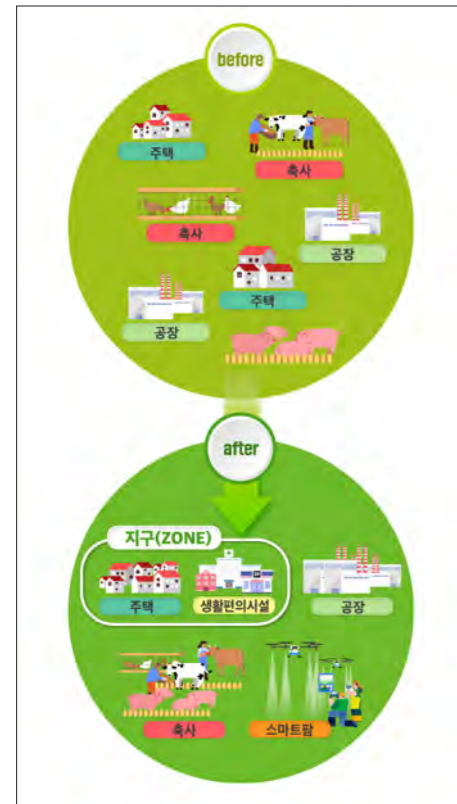 before
주택
축사
축사
공장
주택
공장
after
지구(ZONE)
주택
생활편의시설
공장
축사
스마트팜